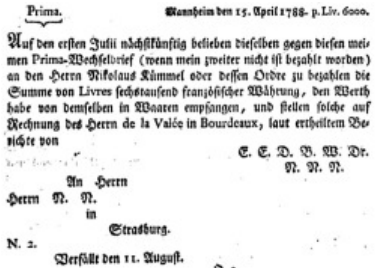 Prima. Mannheim den 15. April 1788. p. Liv. 6000.
Auf den ersten Julii nächstkünftig belieben dieselben gegen diesen mei-
nen Prima-Wechselbrief (wenn mein zweiter nicht ist bezahlt worden)
an den Herrn Nikolaus Kümmel oder dessen Ordre zu bezahlen die
Summe von Livres sechstausend französischer Währung, den Werth
habe von demselben in Waaren empfangen, und stellen solche auf
Rechnung des Herrn de la Valée in Bourdeaux, laut ertheiltem Be-
richte von
E. E. D. B. W. Dr.
N. N. N.
An Herrn
Herrn N. N.
in
Strasburg.
N. 2.
Verfällt den 11. August.